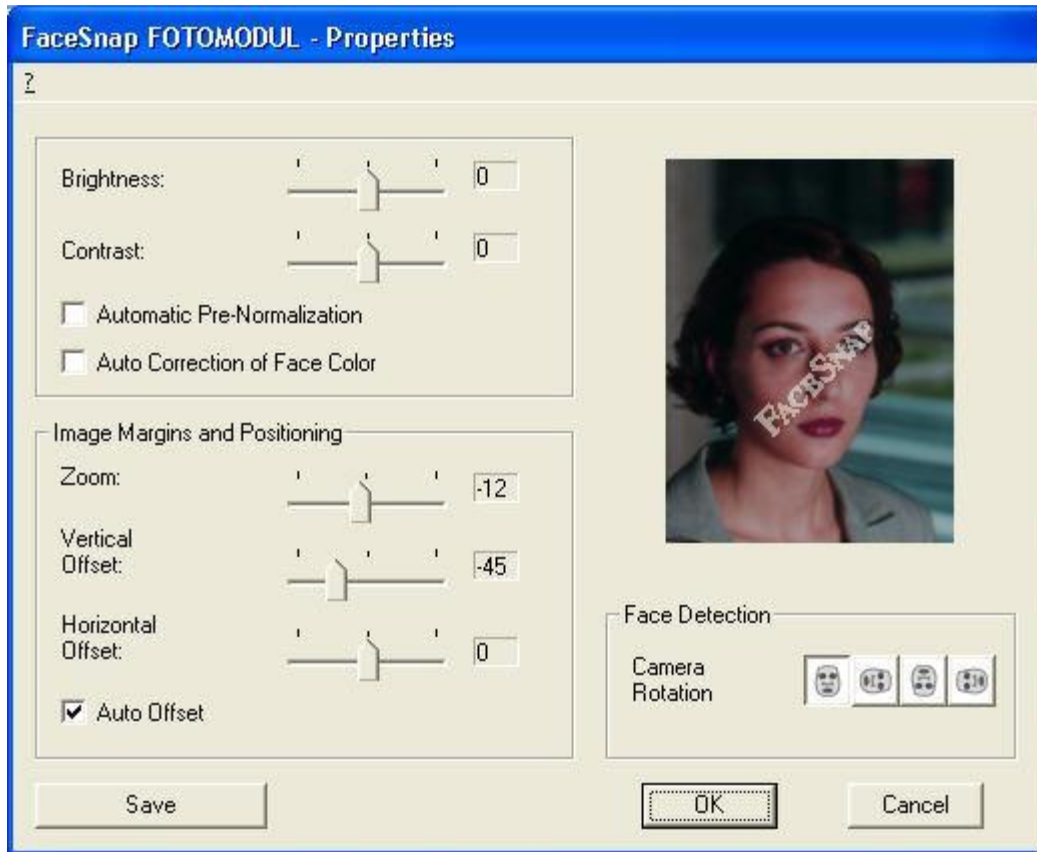 FaceSnap FOTOMODUL - Properties
?
Brightness:
0
Contrast:
0
Automatic Pre-Normalization
Auto Correction of Face Color
Image Margins and Positioning
Zoom:
-12
Vertical
Offset:
-45
Horizontal
Offset:
0
Auto Offset
FACESNAP
Face Detection
Camera
Rotation
Save
OK
Cancel